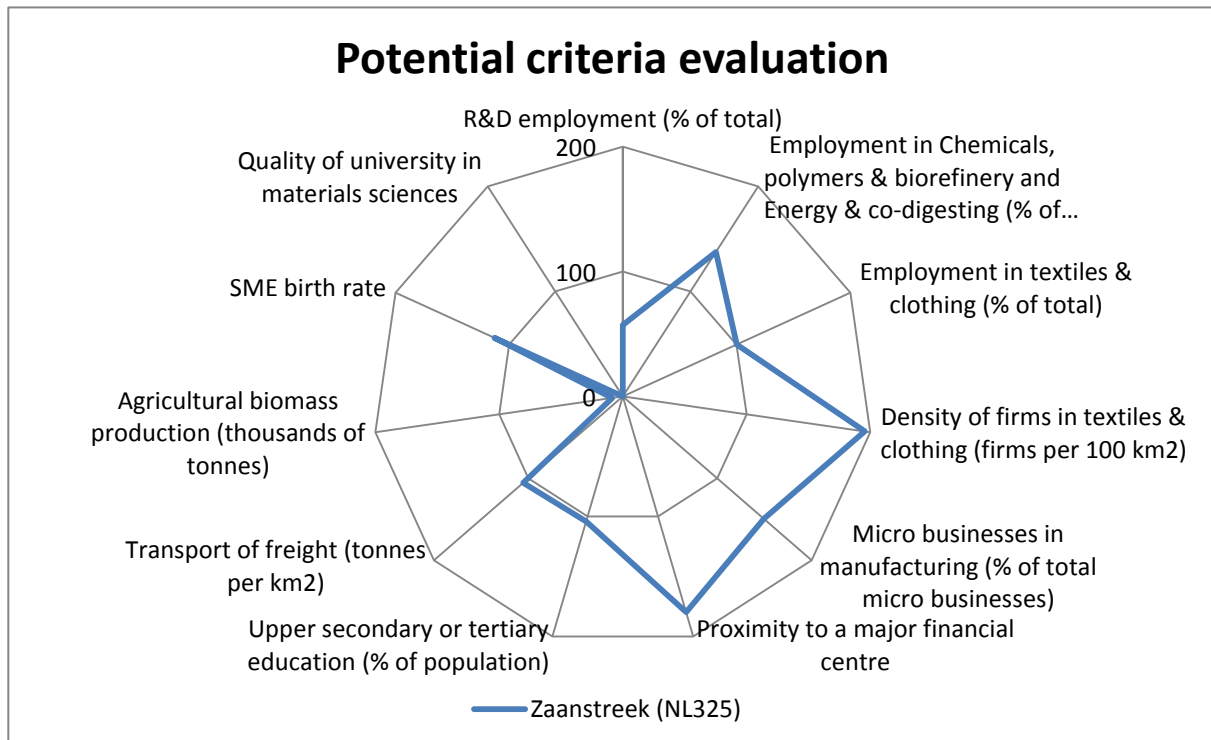 Potential criteria evaluation
R&D employment (% of total)
200
100
0
Employment in Chemicals,
polymers & biorefinery and
Energy & co-digesting (% of…
Employment in textiles &
clothing (% of total)
Density of firms in textiles &
clothing (firms per 100 km2)
Micro businesses in
manufacturing (% of total
micro businesses)
Proximity to a major financial
centre
Upper secondary or tertiary
education (% of population)
Transport of freight (tonnes
per km2)
Agricultural biomass
production (thousands of
tonnes)
SME birth rate
Quality of university in
materials sciences
Zaanstreek (NL325)